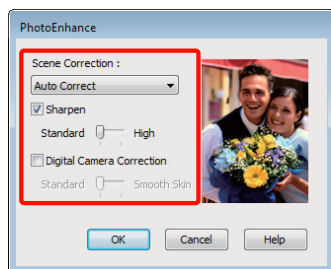 PhotoEnhance
Scene Correction :
Auto Correct
Sharpen
Standard High
Digital Camera Correction
Standard Smooth Skin
OK Cancel Help